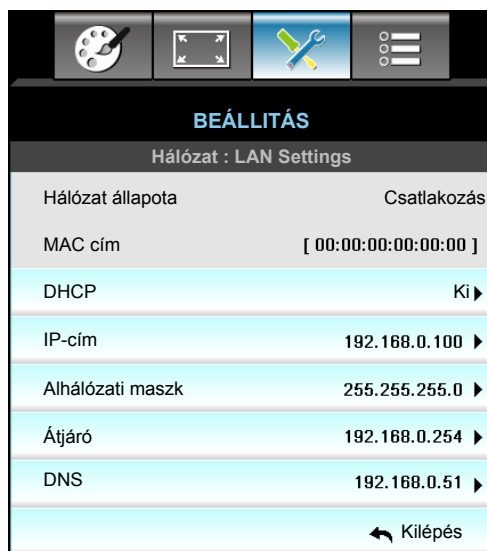 BEÁLLITÁS
Hálózat : LAN Settings
Hálózat állapota Csatlakozás
MAC cím [ 00:00:00:00:00:00 ]
DHCP Ki
IP-cím 192.168.0.100
Alhálózati maszk 255.255.255.0
Átjáró 192.168.0.254
DNS 192.168.0.51
Kilépés